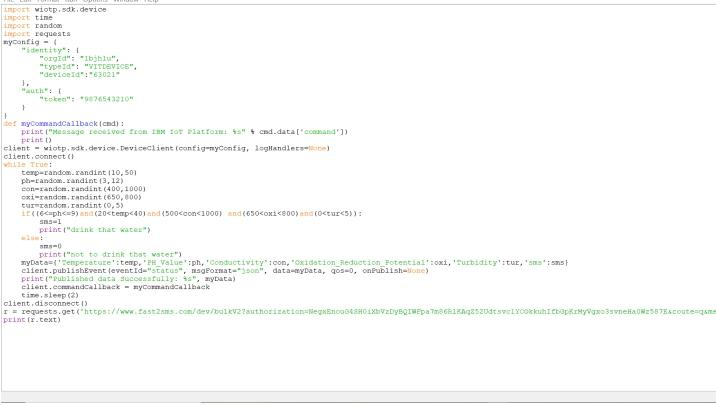 import wiotp.sdk.device
import time
import random
import requests
myConfig = {
    "identity": {
        "orgId": "1bjhlu",
        "typeId": "VITDEVICE",
        "deviceId":"63021"
    },
    "auth": {
        "token": "9876543210"
    }
}
def myCommandCallback(cmd):
    print("Message received from IBM IoT Platform: %s" % cmd.data['command'])
    print()
client = wiotp.sdk.device.DeviceClient(config=myConfig, logHandlers=None)
client.connect()
while True:
    temp=random.randint(10,50)
    ph=random.randint(3,12)
    con=random.randint(400,1000)
    oxi=random.randint(650,800)
    tur=random.randint(0,5)
    if((6<=ph<=9)and(20<temp<40)and(500<con<1000) and(650<oxi<800)and(0<tur<5)):
        sms=1
        print("drink that water")
    else:
        sms=0
        print("not to drink that water")
    myData={'Temperature':temp,'PH_Value':ph,'Conductivity':con,'Oxidation_Reduction_Potential':oxi,'Turbidity':tur,'sms':sms}
    client.publishEvent(eventId="status", msgFormat="json", data=myData, qos=0, onPublish=None)
    print("Published data Successfully: %s", myData)
    client.commandCallback = myCommandCallback
    time.sleep(2)
client.disconnect()
r = requests.get('https://www.fast2sms.com/dev/bulkV2?authorization=
print(r.text)